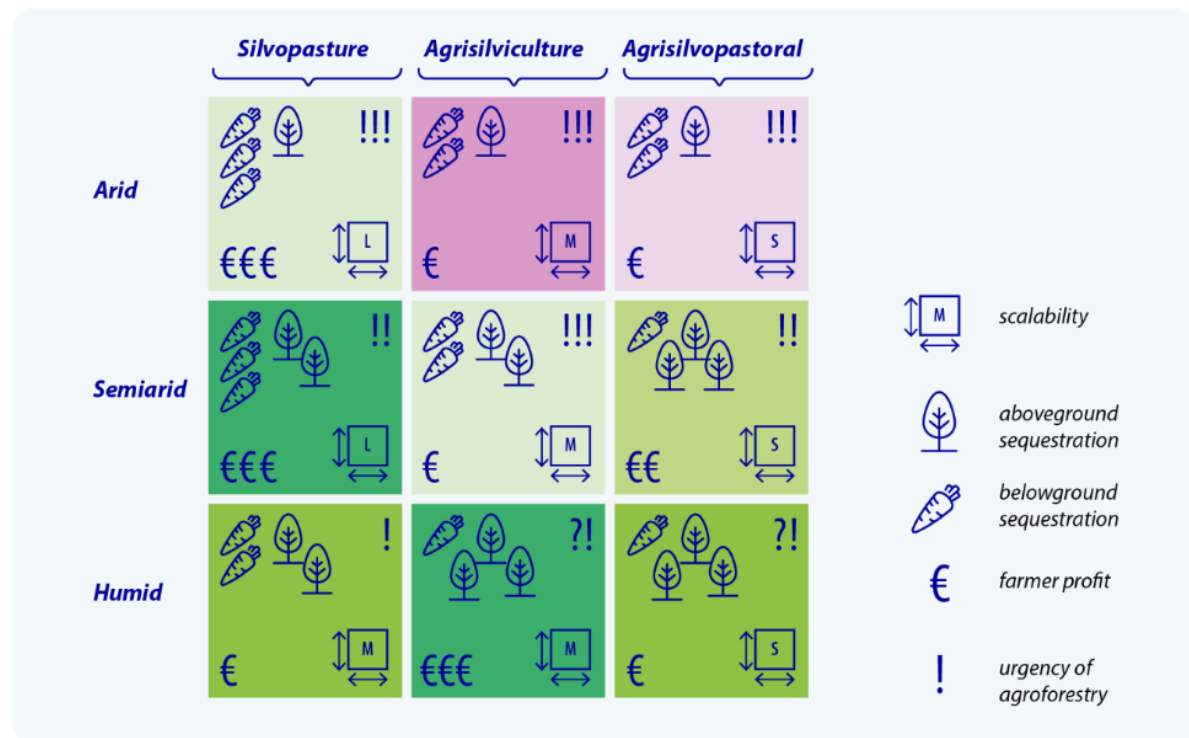 Silvopasture Agrisilviculture Agrisilvopastoral
Arid
!!! !!! !!!
L M S
€€€ € €
Semiarid
!! !!! !!
L M S
€€€ € €€
Humid
! ?! ?!
M M S
€ €€€ €
M scalability
aboveground
sequestration
belowground
sequestration
€ farmer profit
! urgency of
agroforestry